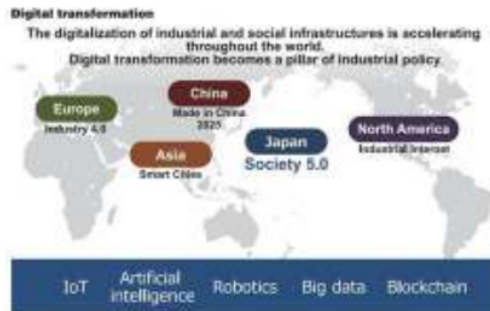 Digital transformation
The digitalization of industrial and social infrastructures is accelerating
throughout the world.
Digital transformation becomes a pillar of industrial policy
China
Made in China
2025
Europe
Industry 4.0
North America
Industrial Internet
Japan
Society 5.0
Asia
Smart Cities
IoT
Artificial
intelligence
Robotics
Big data
Blockchain